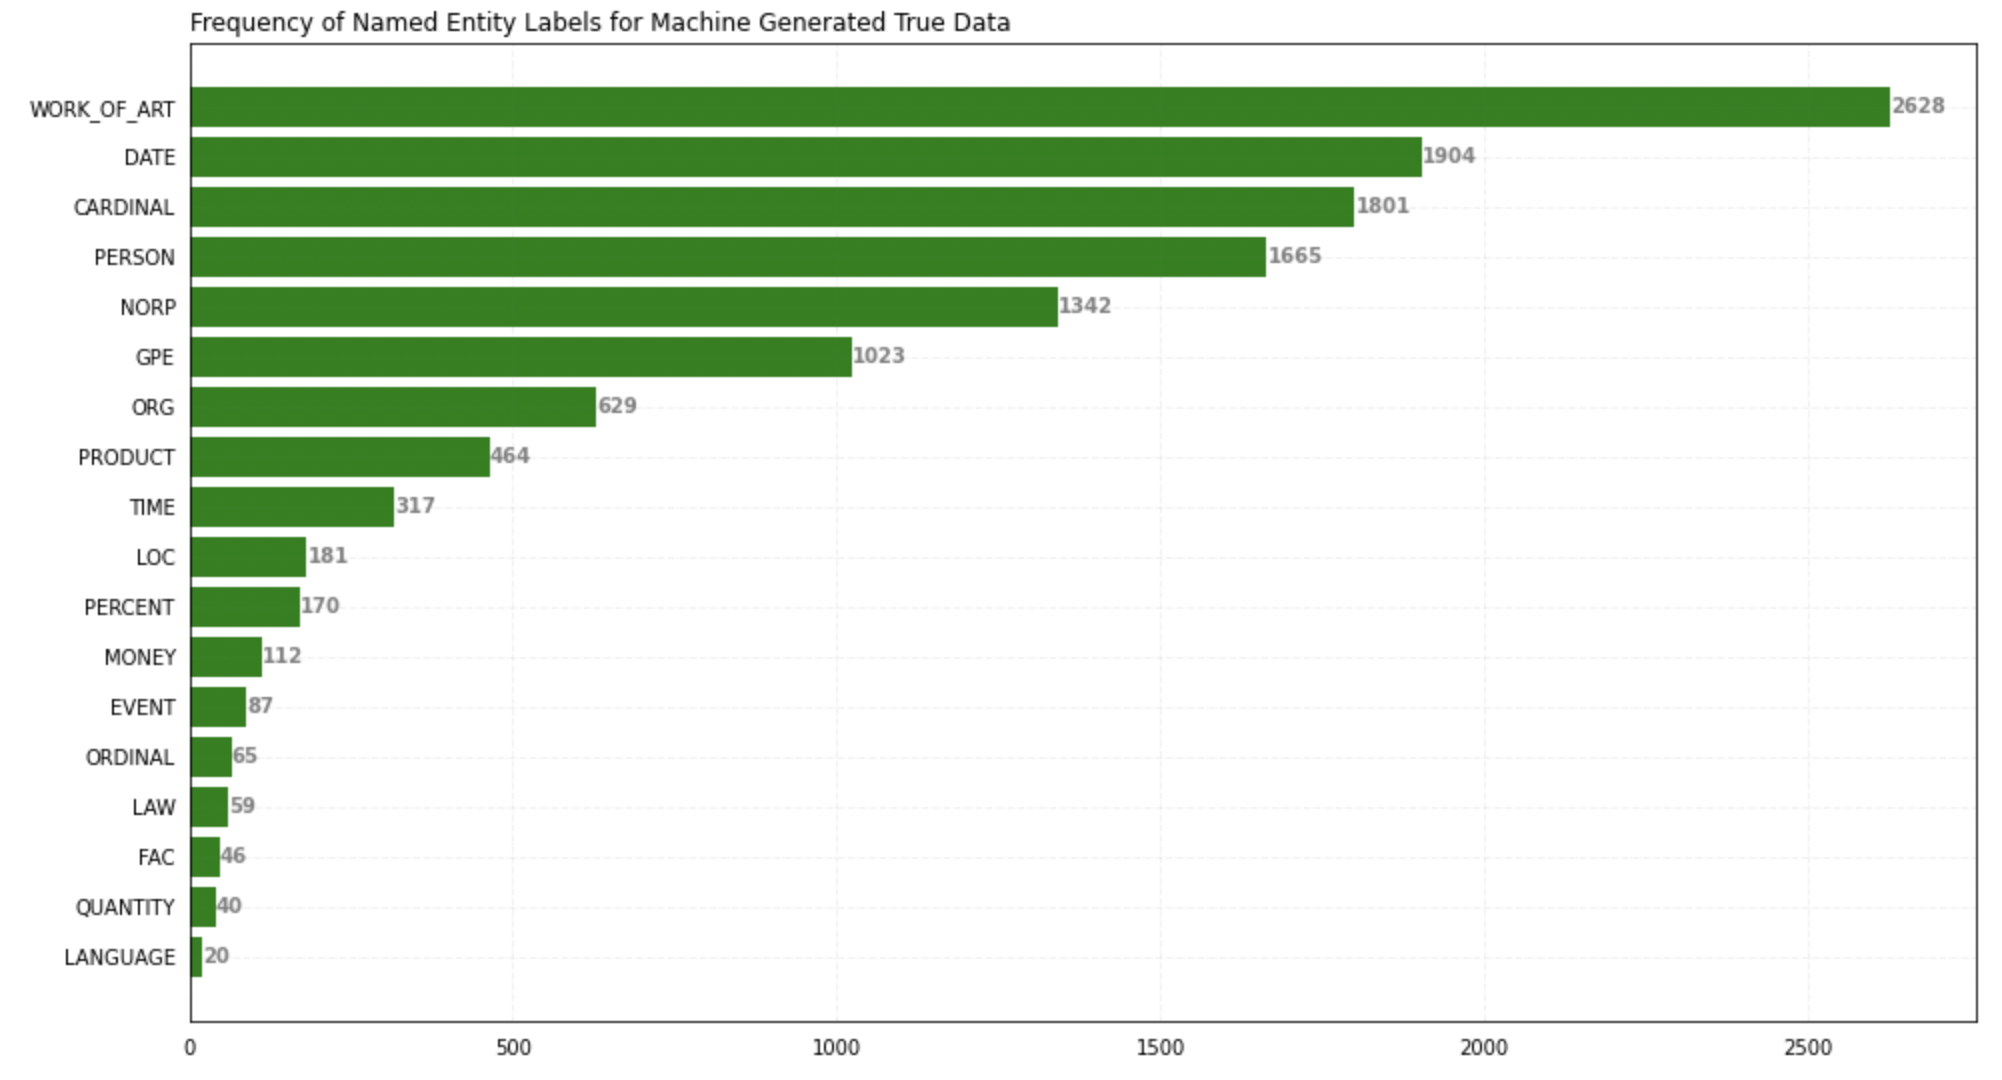 Frequency of Named Entity Labels for Machine Generated True Data
WORK_OF_ART 2628
DATE 1904
CARDINAL 1801
PERSON 1665
NORP 1342
GPE 1023
ORG 629
PRODUCT 464
TIME 317
LOC 181
PERCENT 170
MONEY 112
EVENT 87
ORDINAL 65
LAW 59
FAC 46
QUANTITY 40
LANGUAGE 20
0 500 1000 1500 2000 2500